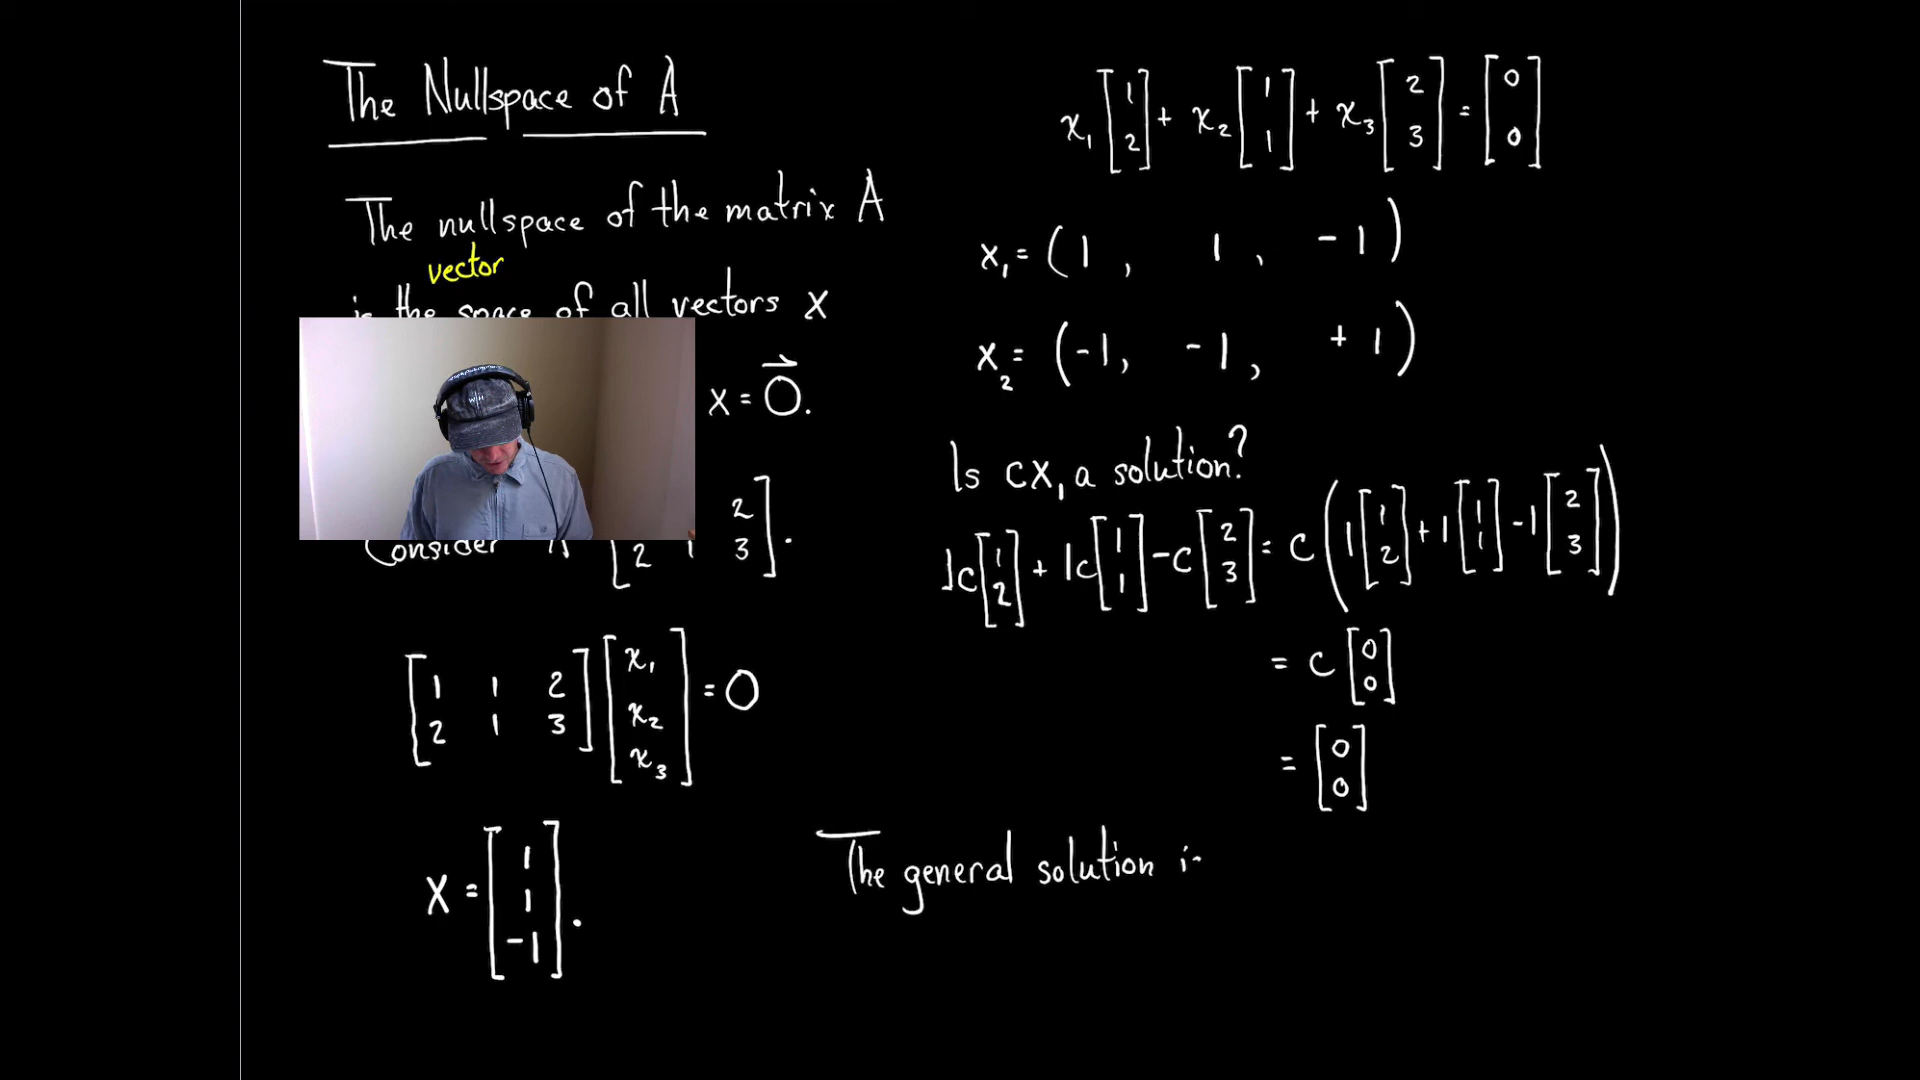 The Nullspace of A
The nullspace of the matrix A
vector
is the space of all vectors X
X = 0⃗.
Consider
2
2 1 3 ] .
[ 1 1 2 ; 2 1 3 ] [ x₁ ; x₂ ; x₃ ] = 0
X = [ 1 ; 1 ; -1 ] .
x₁ [ 1 ; 2 ] + x₂ [ 1 ; 1 ] + x₃ [ 2 ; 3 ] = [ 0 ; 0 ]
X₁ = ( 1 , 1 , -1 )
X₂ = ( -1 , -1 , +1 )
Is cX₁ a solution?
1c [ 1 ; 2 ] + 1c [ 1 ; 1 ] - c [ 2 ; 3 ] = c ( 1 [ 1 ; 2 ] + 1 [ 1 ; 1 ] - 1 [ 2 ; 3 ] )
= c [ 0 ; 0 ]
= [ 0 ; 0 ]
The general solution i